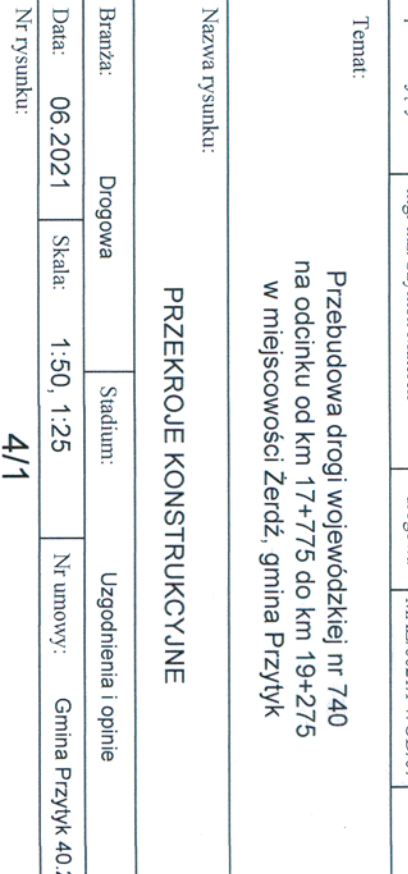 Temat:
Przebudowa drogi wojewódzkiej nr 740
na odcinku od km 17+775 do km 19+275
w miejscowości Żerdź, gmina Przytyk
Nazwa rysunku:
PRZEKROJE KONSTRUKCYJNE
Branża: Drogowa Stadium: Uzgodnienia i opinie
Data: 06.2021 Skala: 1:50, 1:25 Nr umowy: Gmina Przytyk 40.2
Nr rysunku: 4/1